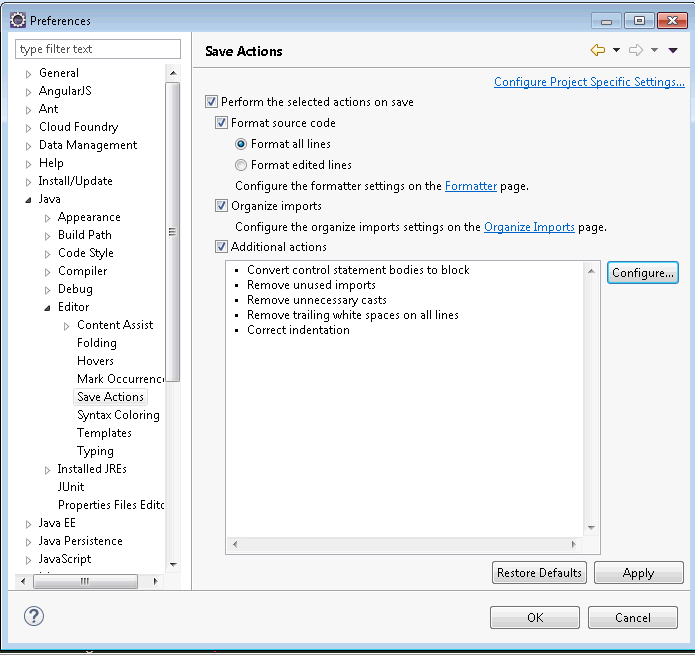 Preferences
type filter text
General
AngularJS
Ant
Cloud Foundry
Data Management
Help
Install/Update
Java
Appearance
Build Path
Code Style
Compiler
Debug
Editor
Content Assist
Folding
Hovers
Mark Occurrenc
Save Actions
Syntax Coloring
Templates
Typing
Installed JREs
JUnit
Properties Files Edito
Java EE
Java Persistence
JavaScript
Save Actions
Configure Project Specific Settings...
Perform the selected actions on save
Format source code
Format all lines
Format edited lines
Configure the formatter settings on the Formatter page.
Organize imports
Configure the organize imports settings on the Organize Imports page.
Additional actions
• Convert control statement bodies to block
• Remove unused imports
• Remove unnecessary casts
• Remove trailing white spaces on all lines
• Correct indentation
Configure...
Restore Defaults
Apply
OK
Cancel